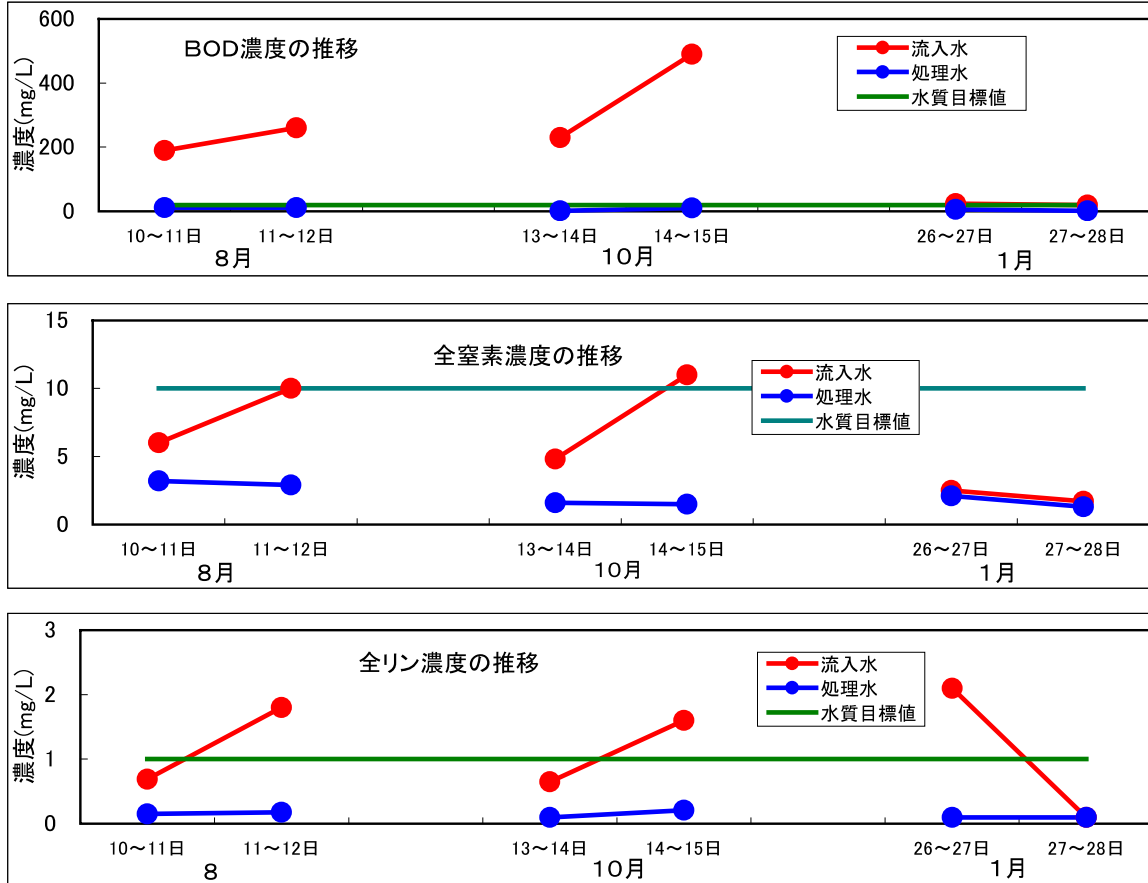 BOD濃度の推移
濃度(mg/L)
600
400
200
0
流入水
処理水
水質目標値
10～11日
11～12日
13～14日
14～15日
26～27日
27～28日
8月
10月
1月
全窒素濃度の推移
濃度(mg/L)
15
10
5
0
流入水
処理水
水質目標値
10～11日
11～12日
13～14日
14～15日
26～27日
27～28日
8月
10月
1月
全リン濃度の推移
濃度(mg/L)
3
2
1
0
流入水
処理水
水質目標値
10～11日
11～12日
13～14日
14～15日
26～27日
27～28日
8
10月
1月